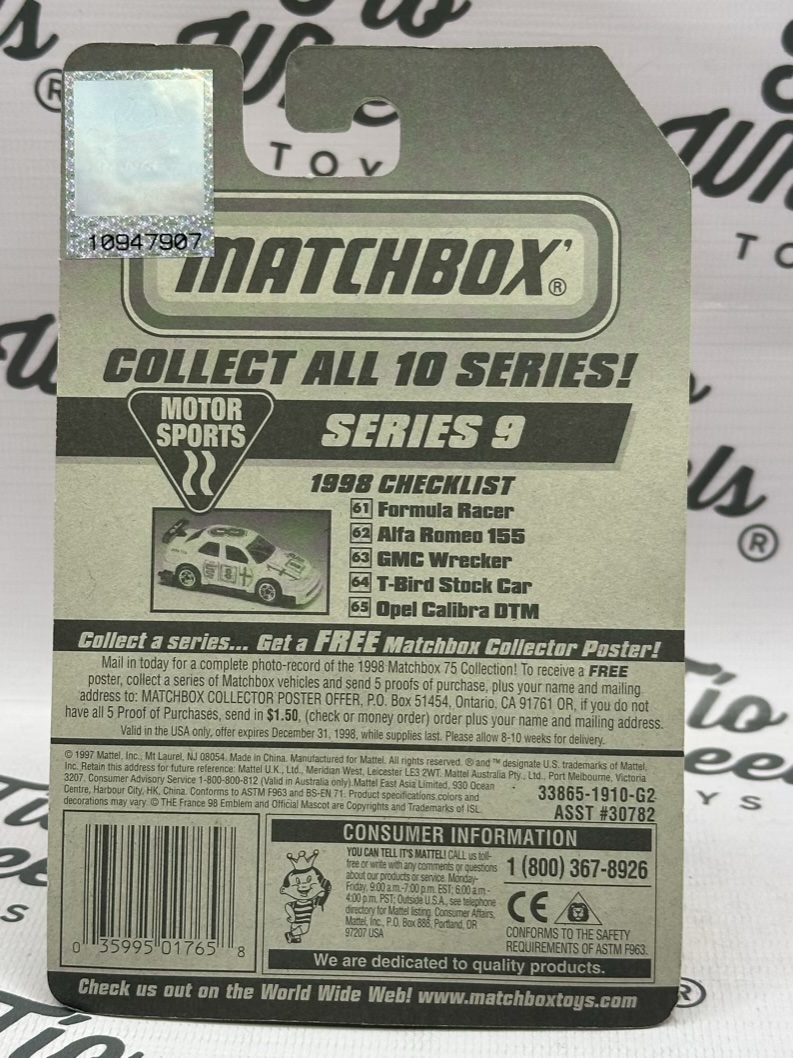 10947907
MATCHBOX®
COLLECT ALL 10 SERIES!
MOTOR
SPORTS
SERIES 9
1998 CHECKLIST
61 Formula Racer
62 Alfa Romeo 155
63 GMC Wrecker
64 T-Bird Stock Car
65 Opel Calibra DTM
Collect a series... Get a FREE Matchbox Collector Poster!
Mail in today for a complete photo-record of the 1998 Matchbox 75 Collection! To receive a FREE
poster, collect a series of Matchbox vehicles and send 5 proofs of purchase, plus your name and mailing
address to: MATCHBOX COLLECTOR POSTER OFFER, P.O. Box 51454, Ontario, CA 91761 OR, if you do not
have all 5 Proof of Purchases, send in $1.50, (check or money order) order plus your name and mailing address.
Valid in the USA only, offer expires December 31, 1998, while supplies last. Please allow 8-10 weeks for delivery.
© 1997 Mattel, Inc., Mt Laurel, NJ 08054. Made in China. Manufactured for Mattel. All rights reserved. ® and ™ designate U.S. trademarks of Mattel,
Inc. Retain this address for future reference: Mattel U.K., Ltd., Meridian West, Leicester LE3 2WT. Mattel Australia Pty., Ltd., Port Melbourne, Victoria
3207. Consumer Advisory Service 1-800-800-812 (Valid in Australia only). Mattel East Asia Limited, 930 Ocean
Centre, Harbour City, HK, China. Conforms to ASTM F963 and BS-EN 71. Product specifications,colors and
decorations may vary. © THE France 98 Emblem and Official Mascot are Copyrights and Trademarks of ISL.
33865-1910-G2
ASST #30782
0 35995 01765 8
CONSUMER INFORMATION
YOU CAN TELL IT'S MATTEL! CALL us toll-
free or write with any comments or questions
about our products or service. Monday-
Friday, 9:00 a.m.-7:00 p.m. EST; 6:00 a.m.-
4:00 p.m. PST; Outside U.S.A., see telephone
directory for Mattel listing. Consumer Affairs,
Mattel, Inc., P.O. Box 888, Portland, OR
97207 USA
1 (800) 367-8926
CE
CONFORMS TO THE SAFETY
REQUIREMENTS OF ASTM F963.
We are dedicated to quality products.
Check us out on the World Wide Web! www.matchboxtoys.com